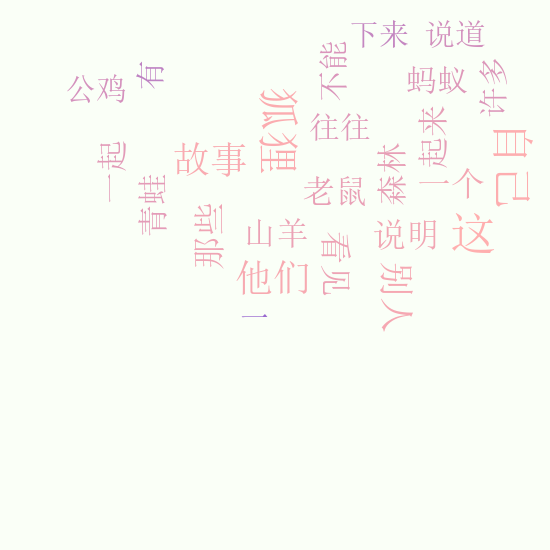 下来
说道
不能
公鸡
有
蚂蚁
许多
狐狸
往往
起来
自己
一起
故事
老鼠
森林
一个
青蛙
那些
山羊
看见
说明
这
他们
别人
一